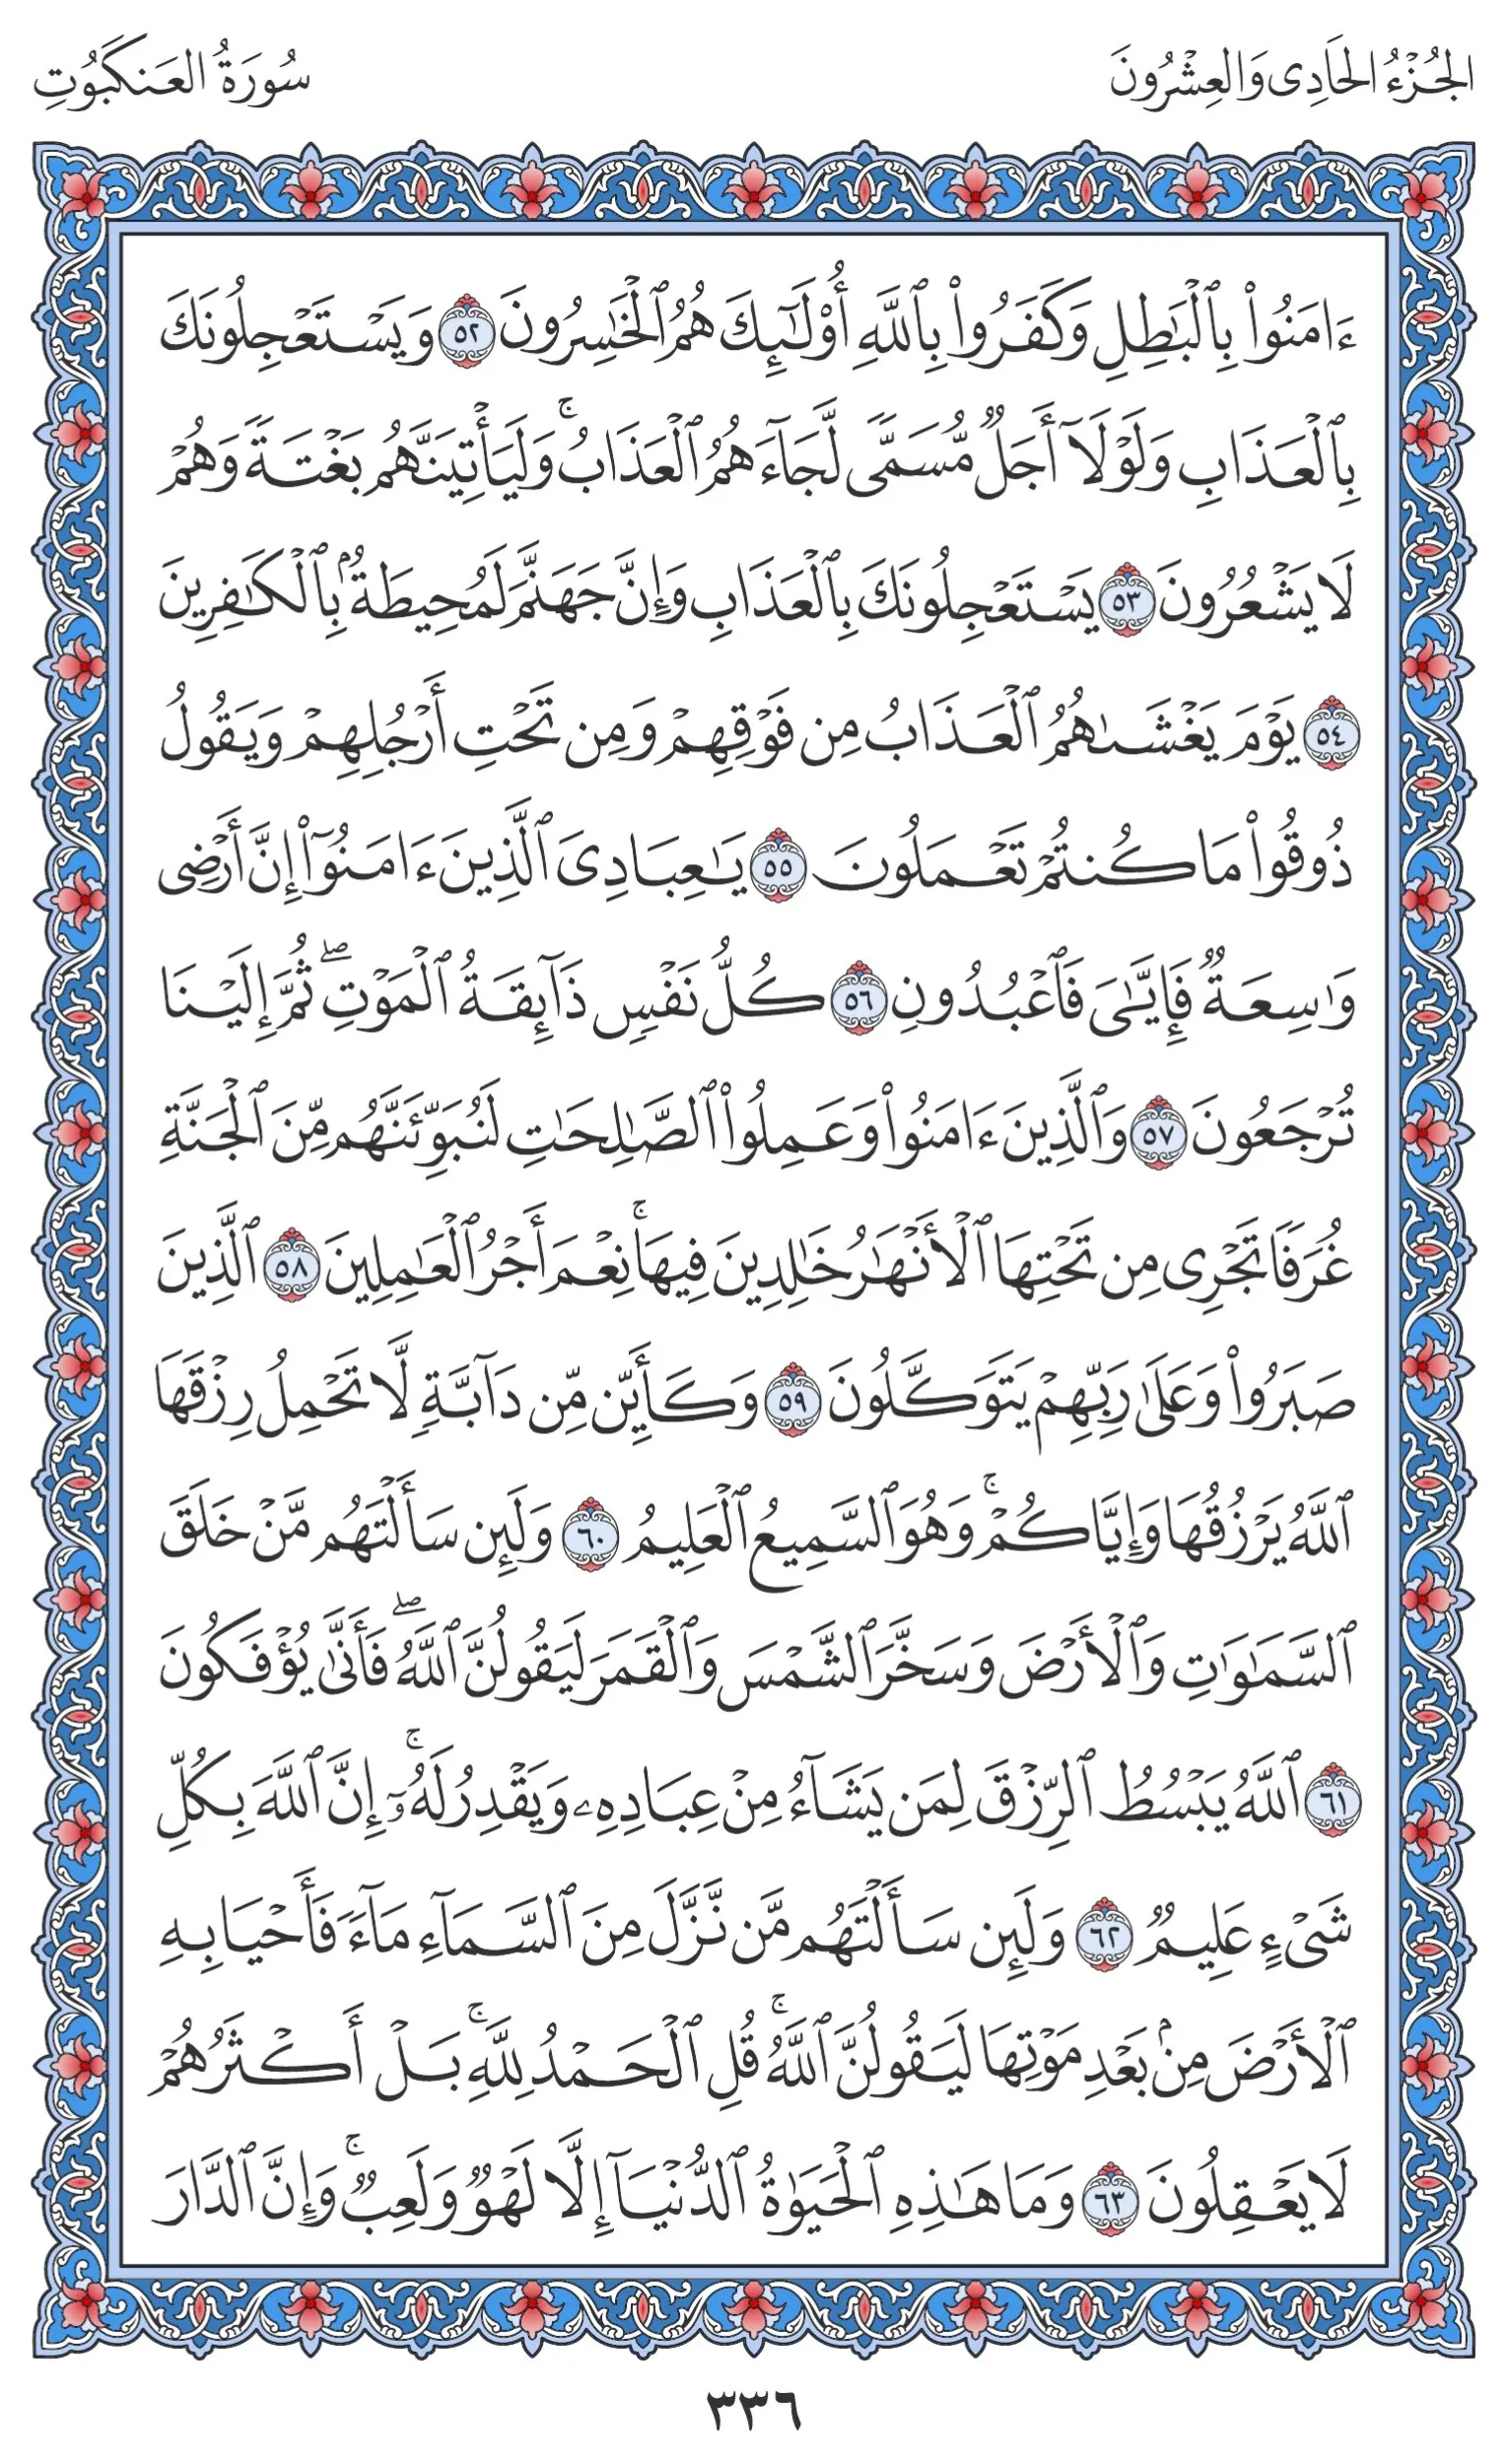 الجُزْءُ الحَادِى وَالعِشْرُونَ
سُورَةُ العَنكَبُوتِ
ءَامَنُوا۟ بِٱلْبَٰطِلِ وَكَفَرُوا۟ بِٱللَّهِ أُو۟لَٰٓئِكَ هُمُ ٱلْخَٰسِرُونَ ٥٢ وَيَسْتَعْجِلُونَكَ
بِٱلْعَذَابِ وَلَوْلَآ أَجَلٌ مُّسَمًّى لَّجَآءَهُمُ ٱلْعَذَابُ ۚ وَلَيَأْتِيَنَّهُم بَغْتَةً وَهُمْ
لَا يَشْعُرُونَ ٥٣ يَسْتَعْجِلُونَكَ بِٱلْعَذَابِ وَإِنَّ جَهَنَّمَ لَمُحِيطَةٌۢ بِٱلْكَٰفِرِينَ
٥٤ يَوْمَ يَغْشَىٰهُمُ ٱلْعَذَابُ مِن فَوْقِهِمْ وَمِن تَحْتِ أَرْجُلِهِمْ وَيَقُولُ
ذُوقُوا۟ مَا كُنتُمْ تَعْمَلُونَ ٥٥ يَٰعِبَادِىَ ٱلَّذِينَ ءَامَنُوٓا۟ إِنَّ أَرْضِى
وَٰسِعَةٌ فَإِيَّٰىَ فَٱعْبُدُونِ ٥٦ كُلُّ نَفْسٍ ذَآئِقَةُ ٱلْمَوْتِ ۖ ثُمَّ إِلَيْنَا
تُرْجَعُونَ ٥٧ وَٱلَّذِينَ ءَامَنُوا۟ وَعَمِلُوا۟ ٱلصَّٰلِحَٰتِ لَنُبَوِّئَنَّهُم مِّنَ ٱلْجَنَّةِ
غُرَفًا تَجْرِى مِن تَحْتِهَا ٱلْأَنْهَٰرُ خَٰلِدِينَ فِيهَا ۚ نِعْمَ أَجْرُ ٱلْعَٰمِلِينَ ٥٨ ٱلَّذِينَ
صَبَرُوا۟ وَعَلَىٰ رَبِّهِمْ يَتَوَكَّلُونَ ٥٩ وَكَأَيِّن مِّن دَآبَّةٍ لَّا تَحْمِلُ رِزْقَهَا
ٱللَّهُ يَرْزُقُهَا وَإِيَّاكُمْ ۚ وَهُوَ ٱلسَّمِيعُ ٱلْعَلِيمُ ٦٠ وَلَئِن سَأَلْتَهُم مَّنْ خَلَقَ
ٱلسَّمَٰوَٰتِ وَٱلْأَرْضَ وَسَخَّرَ ٱلشَّمْسَ وَٱلْقَمَرَ لَيَقُولُنَّ ٱللَّهُ ۖ فَأَنَّىٰ يُؤْفَكُونَ
٦١ ٱللَّهُ يَبْسُطُ ٱلرِّزْقَ لِمَن يَشَآءُ مِنْ عِبَادِهِۦ وَيَقْدِرُ لَهُۥٓ ۚ إِنَّ ٱللَّهَ بِكُلِّ
شَىْءٍ عَلِيمٌ ٦٢ وَلَئِن سَأَلْتَهُم مَّن نَّزَّلَ مِنَ ٱلسَّمَآءِ مَآءً فَأَحْيَا بِهِ
ٱلْأَرْضَ مِنۢ بَعْدِ مَوْتِهَا لَيَقُولُنَّ ٱللَّهُ ۚ قُلِ ٱلْحَمْدُ لِلَّهِ ۚ بَلْ أَكْثَرُهُمْ
لَا يَعْقِلُونَ ٦٣ وَمَا هَٰذِهِ ٱلْحَيَوٰةُ ٱلدُّنْيَآ إِلَّا لَهْوٌ وَلَعِبٌ ۚ وَإِنَّ ٱلدَّارَ
٣٣٦